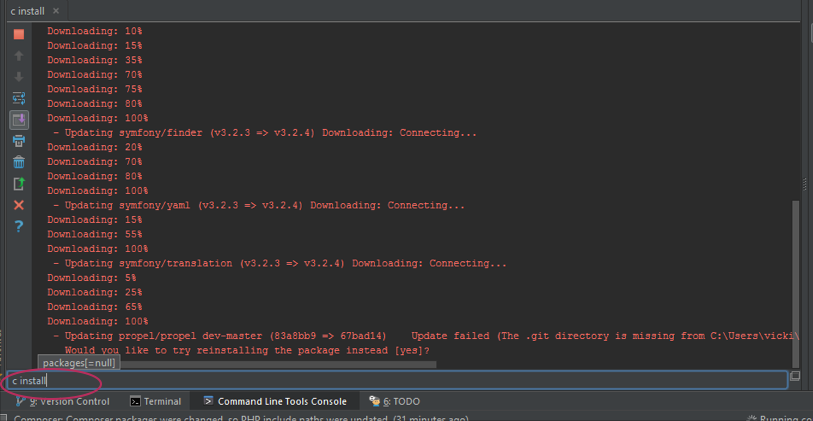 c install ×
Downloading: 10%
Downloading: 15%
Downloading: 35%
Downloading: 70%
Downloading: 75%
Downloading: 80%
Downloading: 100%
- Updating symfony/finder (v3.2.3 => v3.2.4) Downloading: Connecting...
Downloading: 20%
Downloading: 70%
Downloading: 80%
Downloading: 100%
- Updating symfony/yaml (v3.2.3 => v3.2.4) Downloading: Connecting...
Downloading: 15%
Downloading: 55%
Downloading: 100%
- Updating symfony/translation (v3.2.3 => v3.2.4) Downloading: Connecting...
Downloading: 5%
Downloading: 25%
Downloading: 65%
Downloading: 100%
- Updating propel/propel dev-master (83a8bb9 => 67bad14) Update failed (The .git directory is missing from C:\Users\vicki\
Would you like to try reinstalling the package instead [yes]?
packages[=null]
c install
9: Version Control Terminal Command Line Tools Console 6: TODO
Composer: Composer packages were changed, so PHP include paths were updated. (31 minutes ago) Running co